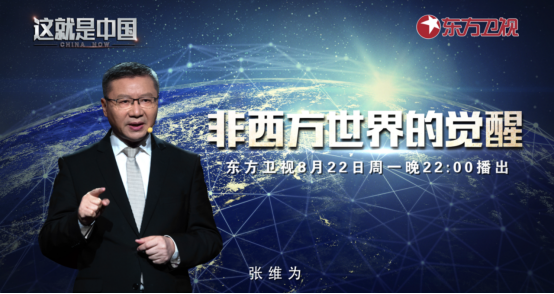 这就是中国
CHINA NOW
东方卫视
非西方世界的觉醒
东方卫视8月22日周一晚22:00播出
张维为